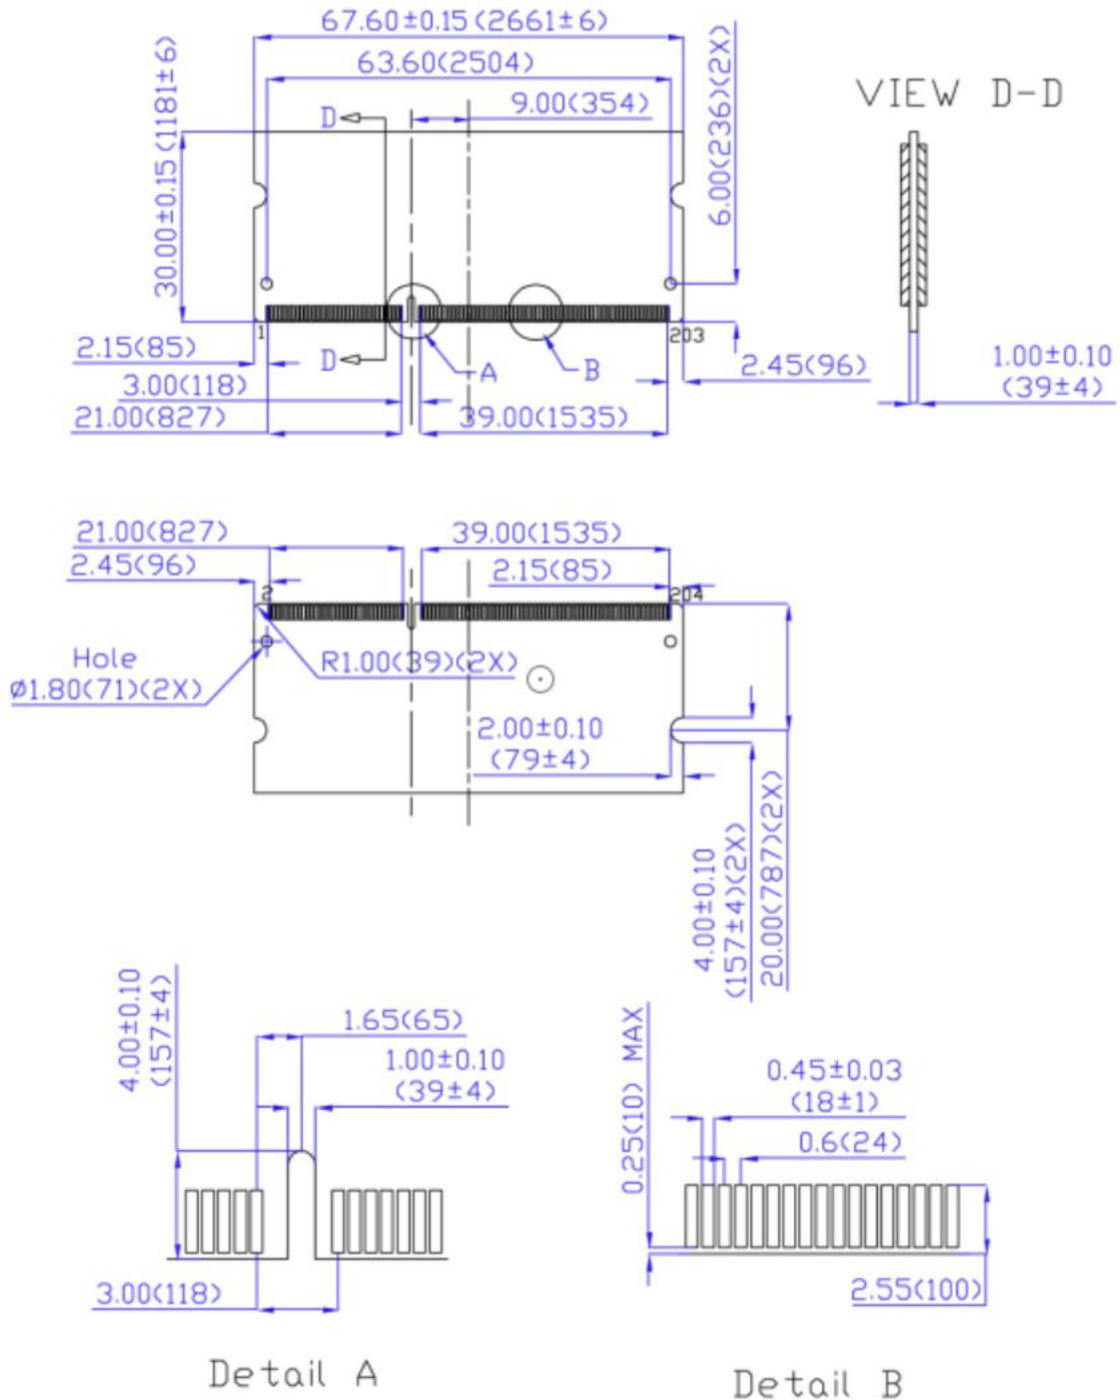 67.60±0.15(2661±6)
63.60(2504)
9.00(354)
D
30.00±0.15(1181±6)
6.00(236)(2X)
VIEW D-D
1
203
2.15(85)
D
A
B
2.45(96)
1.00±0.10
(39±4)
3.00(118)
21.00(827)
39.00(1535)
21.00(827)
39.00(1535)
2.45(96)
2.15(85)
2
204
Hole
ø1.80(71)(2X)
R1.00(39)(2X)
2.00±0.10
(79±4)
4.00±0.10
(157±4)(2X)
20.00(787)(2X)
4.00±0.10
(157±4)
1.65(65)
1.00±0.10
(39±4)
3.00(118)
Detail A
0.25(10) MAX
0.45±0.03
(18±1)
0.6(24)
2.55(100)
Detail B